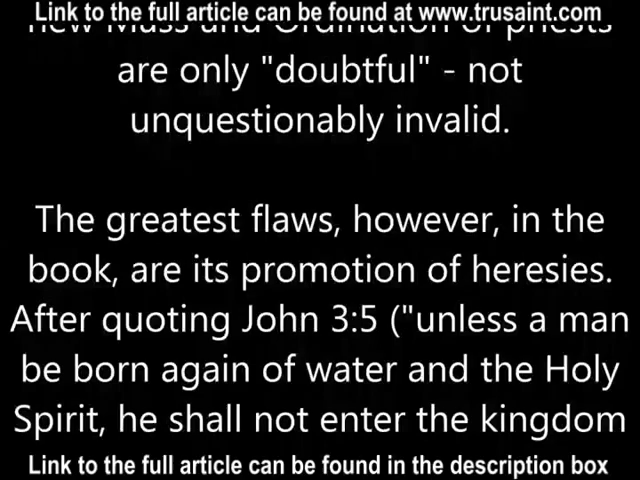 Link to the full article can be found at www.trusaint.com
new Mass and Ordination of priests
are only "doubtful" - not
unquestionably invalid.
The greatest flaws, however, in the
book, are its promotion of heresies.
After quoting John 3:5 ("unless a man
be born again of water and the Holy
Spirit, he shall not enter the kingdom
Link to the full article can be found in the description box